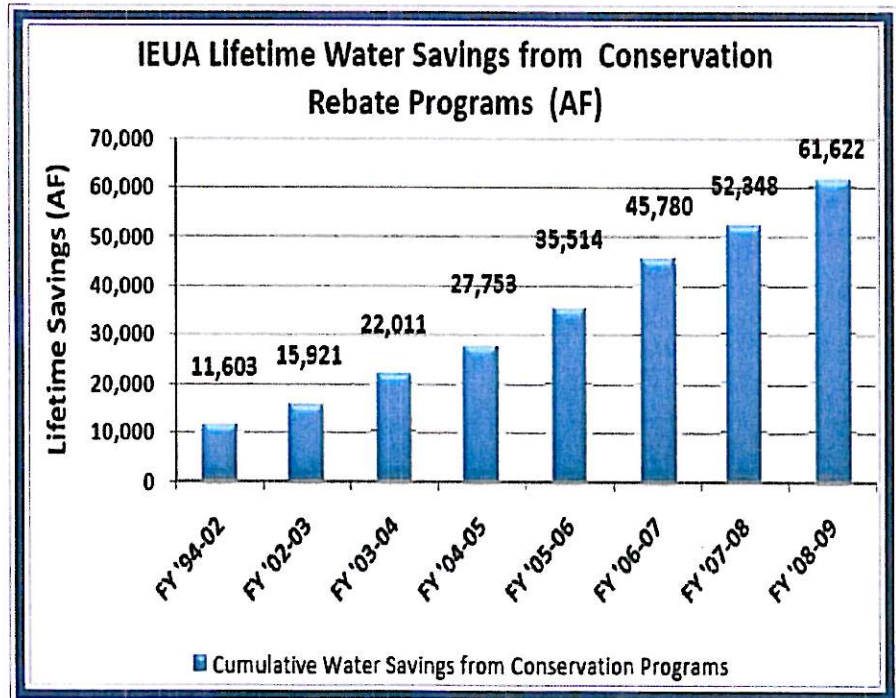 IEUA Lifetime Water Savings from Conservation
Rebate Programs (AF)
Lifetime Savings (AF)
70,000
60,000
50,000
40,000
30,000
20,000
10,000
0
11,603
15,921
22,011
27,753
35,514
45,780
52,348
61,622
FY '94-02
FY '02-03
FY '03-04
FY '04-05
FY '05-06
FY '06-07
FY '07-08
FY '08-09
Cumulative Water Savings from Conservation Programs